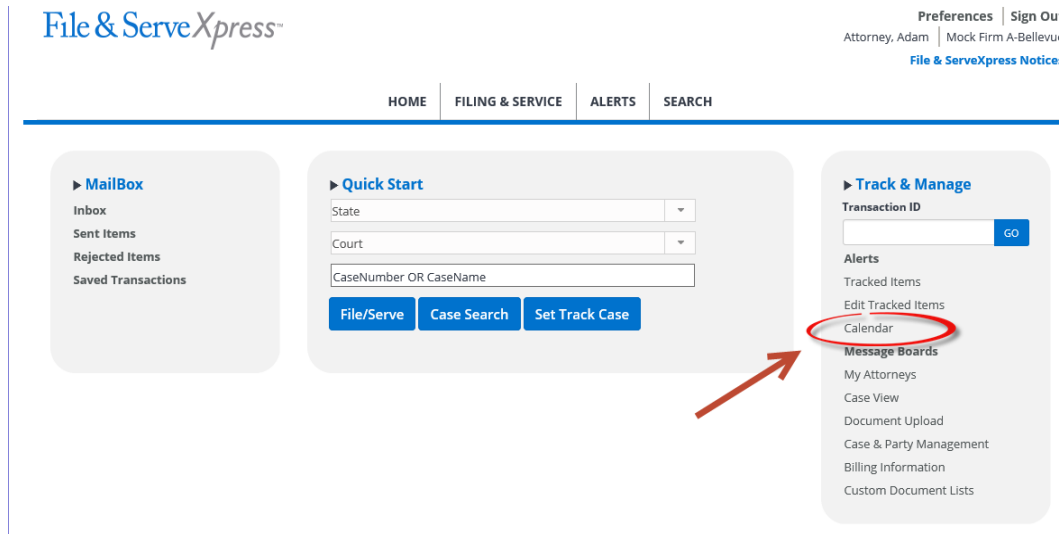 File & ServeXpress
Preferences | Sign Out
Attorney, Adam | Mock Firm A-Bellevue
File & ServeXpress Notices
HOME FILING & SERVICE ALERTS SEARCH
MailBox
Inbox
Sent Items
Rejected Items
Saved Transactions
Quick Start
State
Court
CaseNumber OR CaseName
File/Serve Case Search Set Track Case
Track & Manage
Transaction ID
GO
Alerts
Tracked Items
Edit Tracked Items
Calendar
Message Boards
My Attorneys
Case View
Document Upload
Case & Party Management
Billing Information
Custom Document Lists